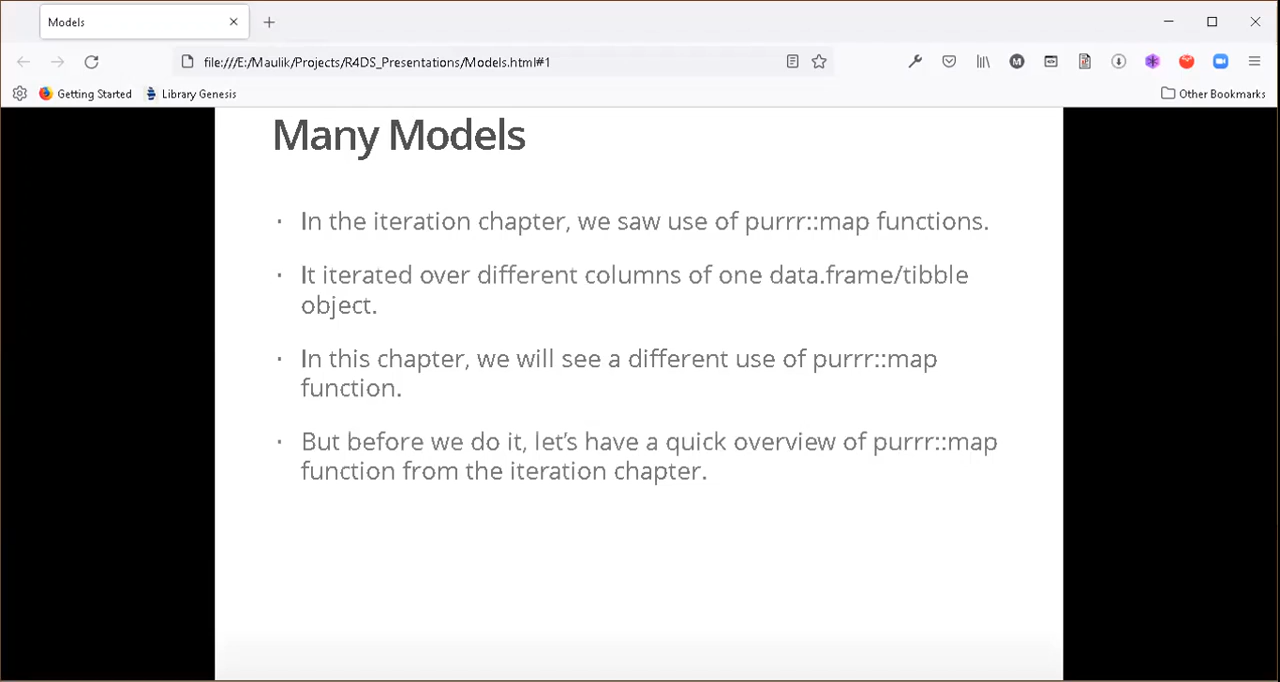 Models
file:///E:/Maulik/Projects/R4DS_Presentations/Models.html#1
Getting Started
Library Genesis
Other Bookmarks
Many Models
· In the iteration chapter, we saw use of purrr::map functions.
· It iterated over different columns of one data.frame/tibble
object.
· In this chapter, we will see a different use of purrr::map
function.
· But before we do it, let’s have a quick overview of purrr::map
function from the iteration chapter.